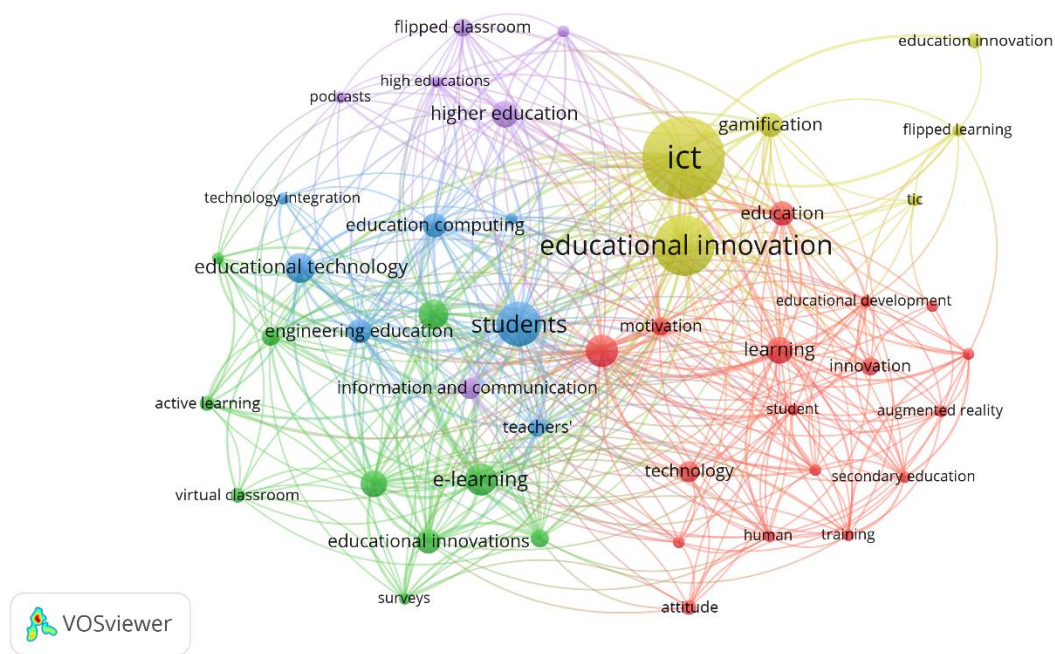 flipped classroom
education innovation
high educations
podcasts
higher education
gamification
flipped learning
ict
technology integration
tic
education computing
education
educational innovation
educational technology
educational development
engineering education
students
motivation
learning
innovation
information and communication
active learning
student
augmented reality
teachers'
technology
secondary education
e-learning
virtual classroom
educational innovations
human
training
surveys
attitude
VOSviewer